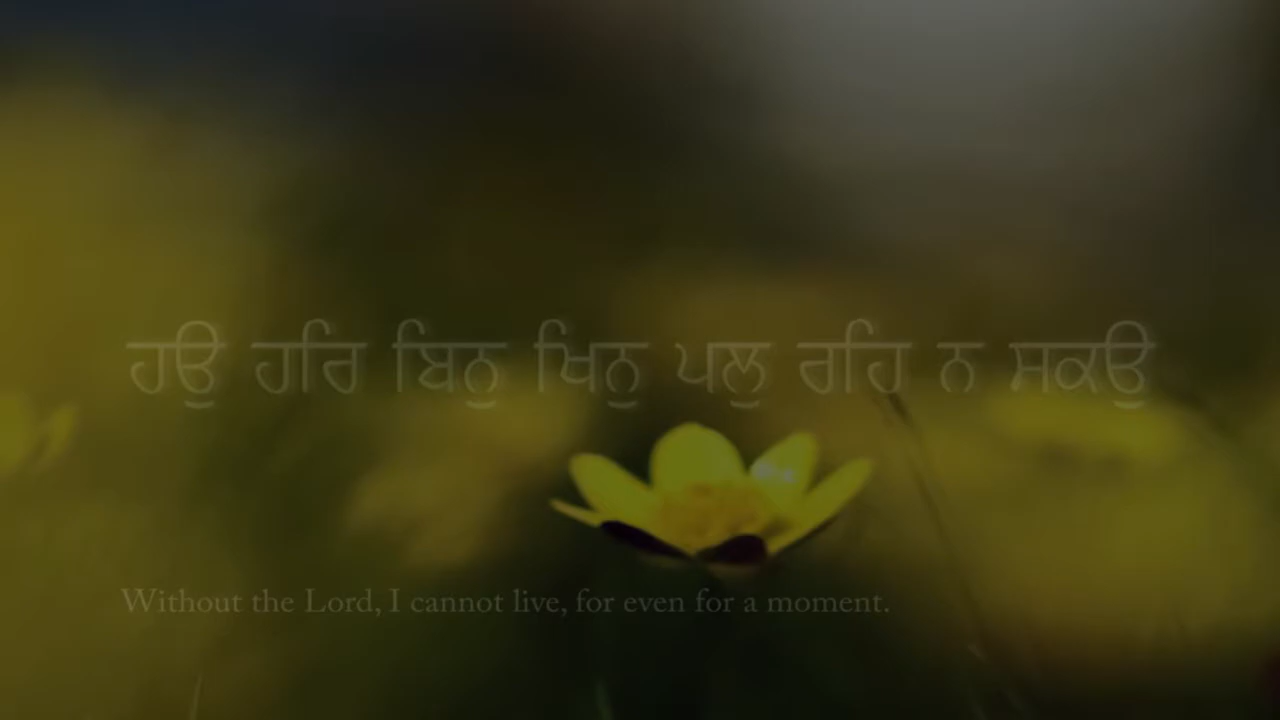 ਹਉ ਹਰਿ ਬਿਨੁ ਖਿਨੁ ਪਲੁ ਰਹਿ ਨ ਸਕਉ
Without the Lord, I cannot live, for even for a moment.